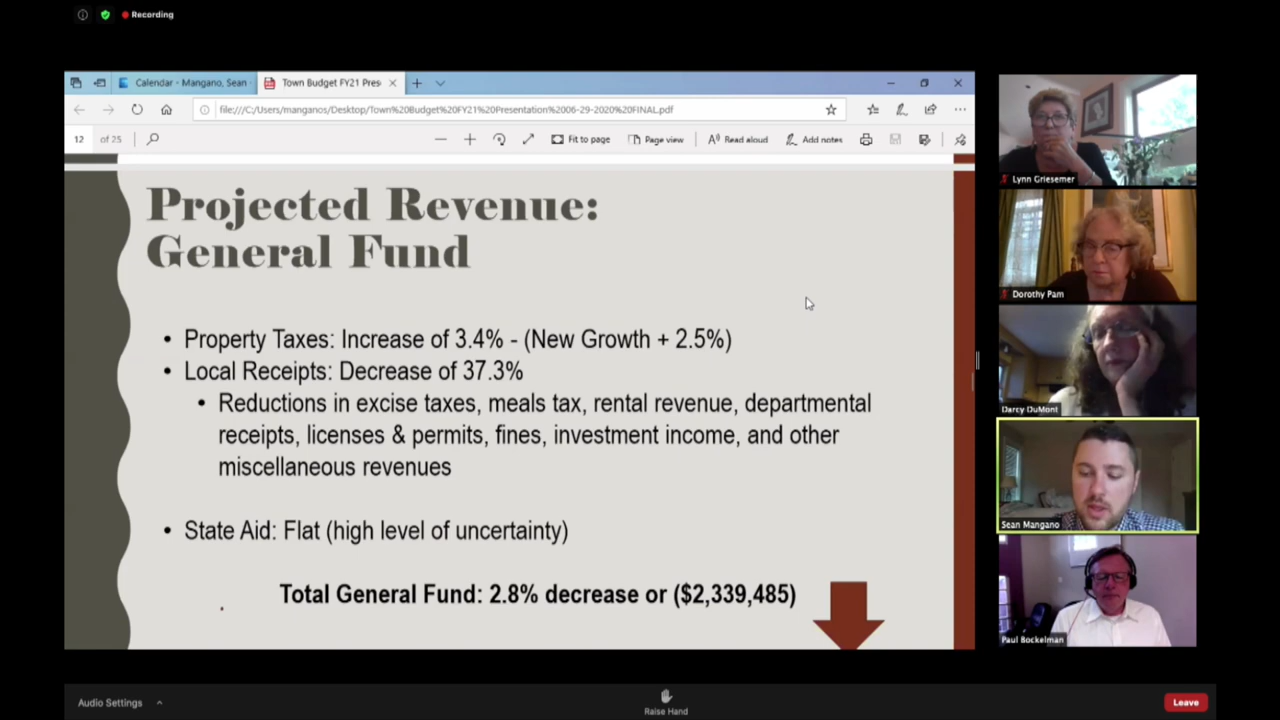 Recording
Calendar - Mangano, Sean -
Town Budget FY21 Pres
file:///C:/Users/manganos/Desktop/Town%20Budget%20FY21%20Presentation%2006-29-2020%20FINAL.pdf
12 of 25
Fit to page
Page view
Read aloud
Add notes
Projected Revenue:
General Fund
• Property Taxes: Increase of 3.4% - (New Growth + 2.5%)
• Local Receipts: Decrease of 37.3%
• Reductions in excise taxes, meals tax, rental revenue, departmental
receipts, licenses & permits, fines, investment income, and other
miscellaneous revenues
• State Aid: Flat (high level of uncertainty)
Total General Fund: 2.8% decrease or ($2,339,485)
Lynn Griesemer
Dorothy Pam
Darcy DuMont
Sean Mangano
Paul Bockelman
Audio Settings
Raise Hand
Leave